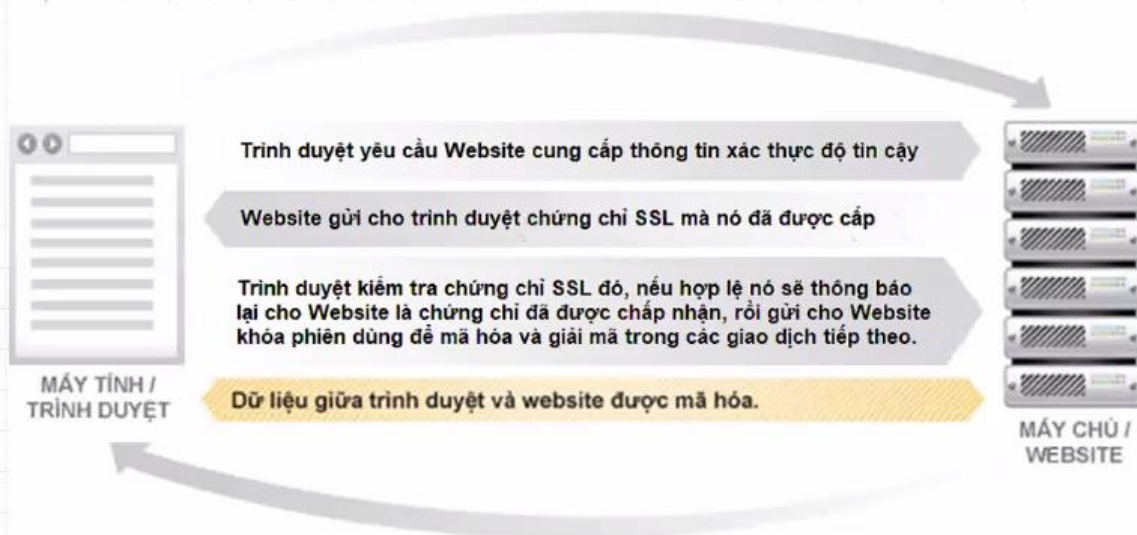 Trình duyệt yêu cầu Website cung cấp thông tin xác thực độ tin cậy
Website gửi cho trình duyệt chứng chỉ SSL mà nó đã được cấp
Trình duyệt kiểm tra chứng chỉ SSL đó, nếu hợp lệ nó sẽ thông báo
lại cho Website là chứng chỉ đã được chấp nhận, rồi gửi cho Website
khóa phiên dùng để mã hóa và giải mã trong các giao dịch tiếp theo.
Dữ liệu giữa trình duyệt và website được mã hóa.
MÁY TÍNH /
TRÌNH DUYỆT
MÁY CHỦ /
WEBSITE